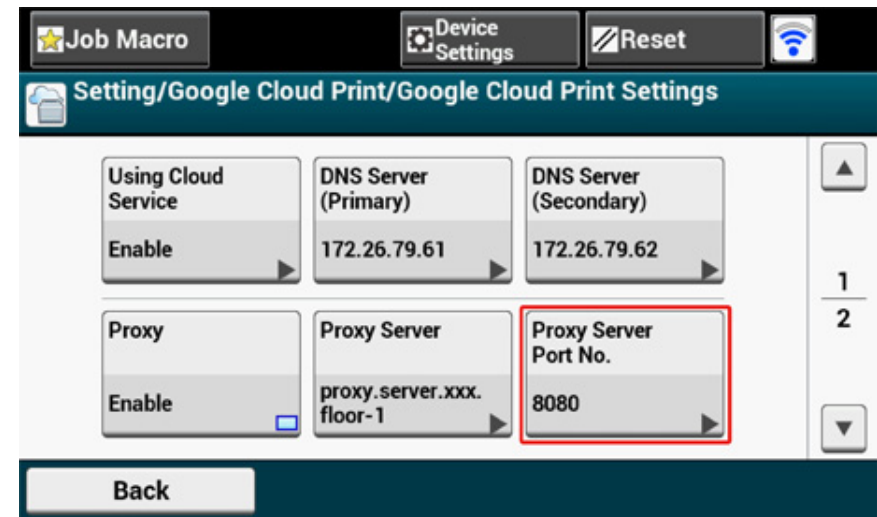 Job Macro
Device
Settings
Reset
Setting/Google Cloud Print/Google Cloud Print Settings
Using Cloud
Service
Enable
DNS Server
(Primary)
172.26.79.61
DNS Server
(Secondary)
172.26.79.62
1
2
Proxy
Enable
Proxy Server
proxy.server.xxx.
floor-1
Proxy Server
Port No.
8080
Back